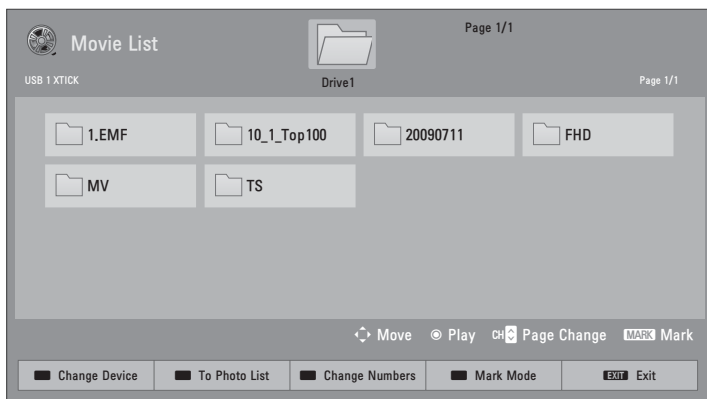 Page 1/1
Movie List
USB 1 XTICK
Drive1
Page 1/1
1.EMF
10_1_Top100
20090711
FHD
MV
TS
Move
Play
CH Page Change
MARK Mark
Change Device
To Photo List
Change Numbers
Mark Mode
EXIT Exit